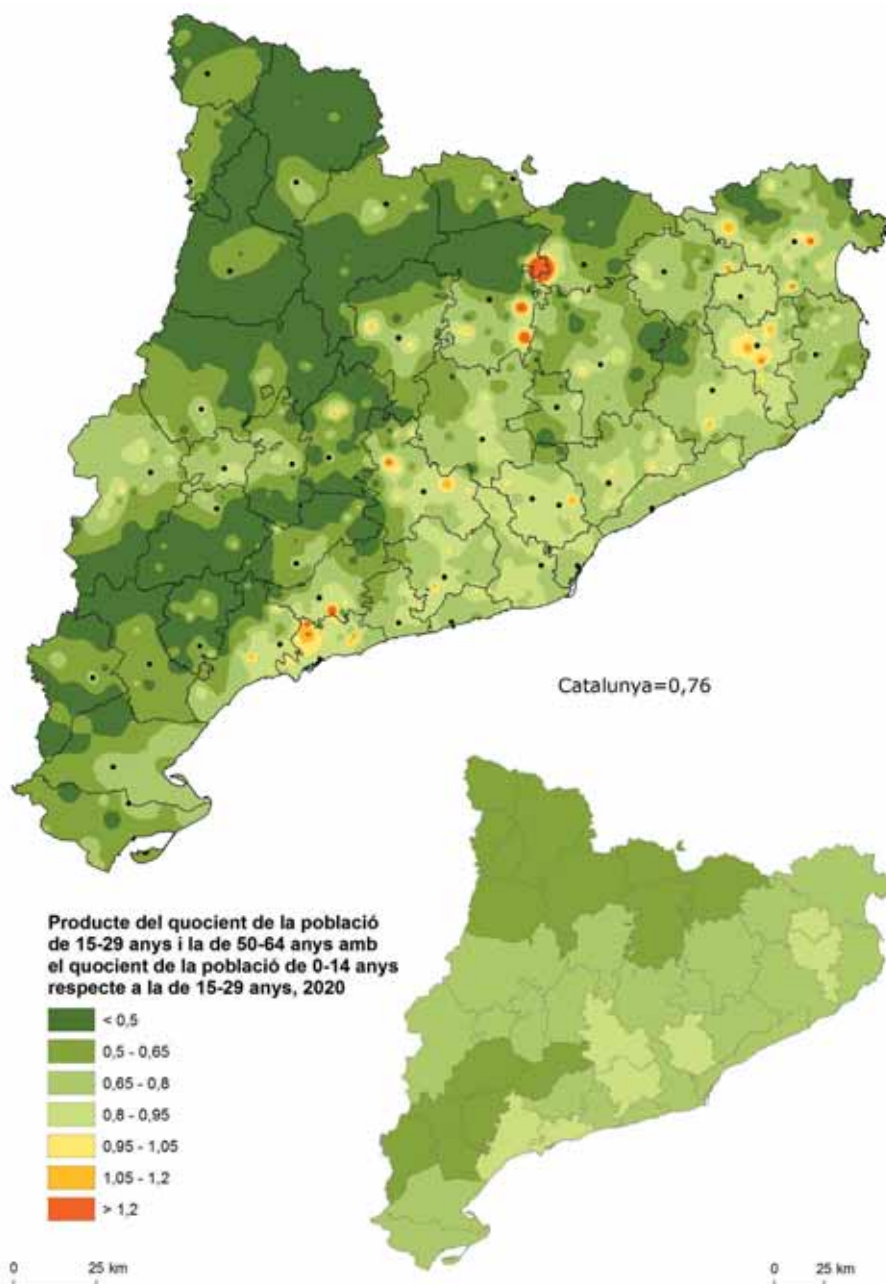 Catalunya=0,76
Producte del quocient de la població
de 15-29 anys i la de 50-64 anys amb
el quocient de la població de 0-14 anys
respecte a la de 15-29 anys, 2020
< 0,5
0,5 - 0,65
0,65 - 0,8
0,8 - 0,95
0,95 - 1,05
1,05 - 1,2
> 1,2
0 25 km
0 25 km